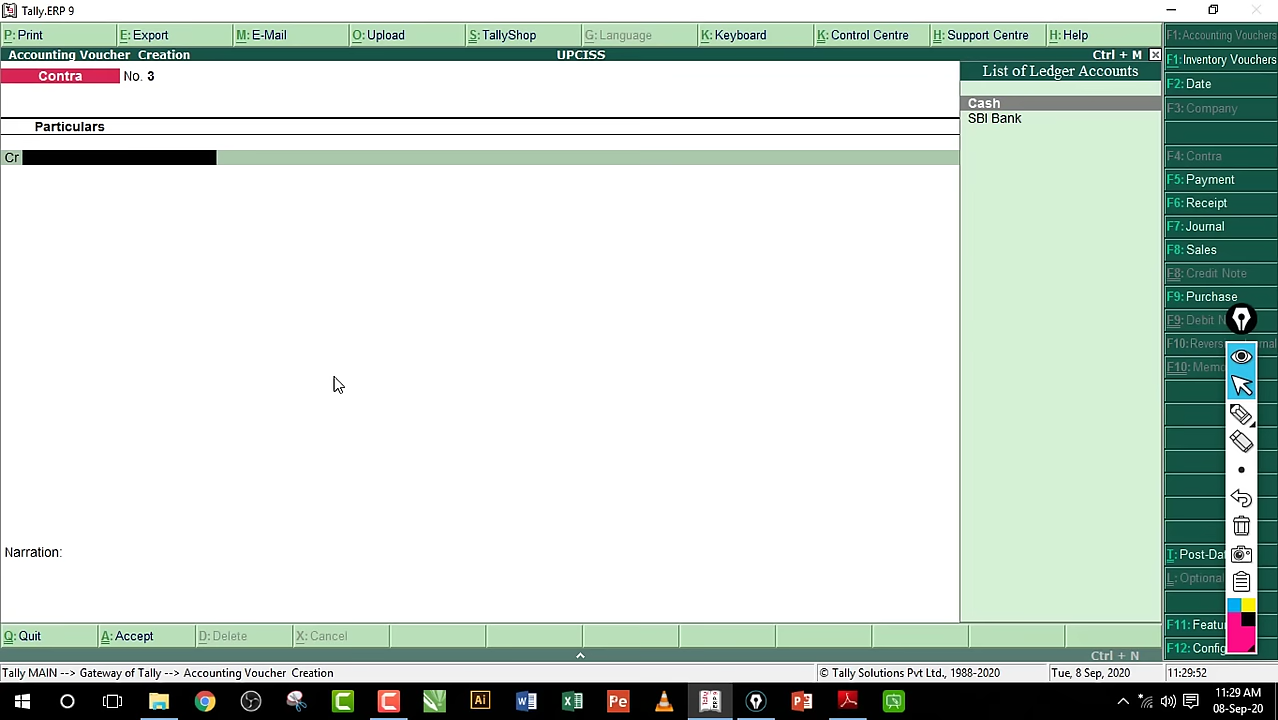 Tally.ERP 9
P: Print E: Export M: E-Mail O: Upload S: TallyShop G: Language K: Keyboard K: Control Centre H: Support Centre H: Help
Accounting Voucher Creation UPCISS Ctrl + M
Contra No. 3
Particulars
Cr
Narration:
List of Ledger Accounts
Cash
SBI Bank
F1: Accounting Vouchers
F1: Inventory Vouchers
F2: Date
F3: Company
F4: Contra
F5: Payment
F6: Receipt
F7: Journal
F8: Sales
F8: Credit Note
F9: Purchase
F9: Debit N
F10: Revers
F10: Memo
T: Post-Da
L: Optional
F11: Featu
F12: Config
Q: Quit A: Accept D: Delete X: Cancel
Ctrl + N
Tally MAIN --> Gateway of Tally --> Accounting Voucher Creation © Tally Solutions Pvt Ltd., 1988-2020 Tue, 8 Sep, 2020 11:29:52
11:29 AM
08-Sep-20